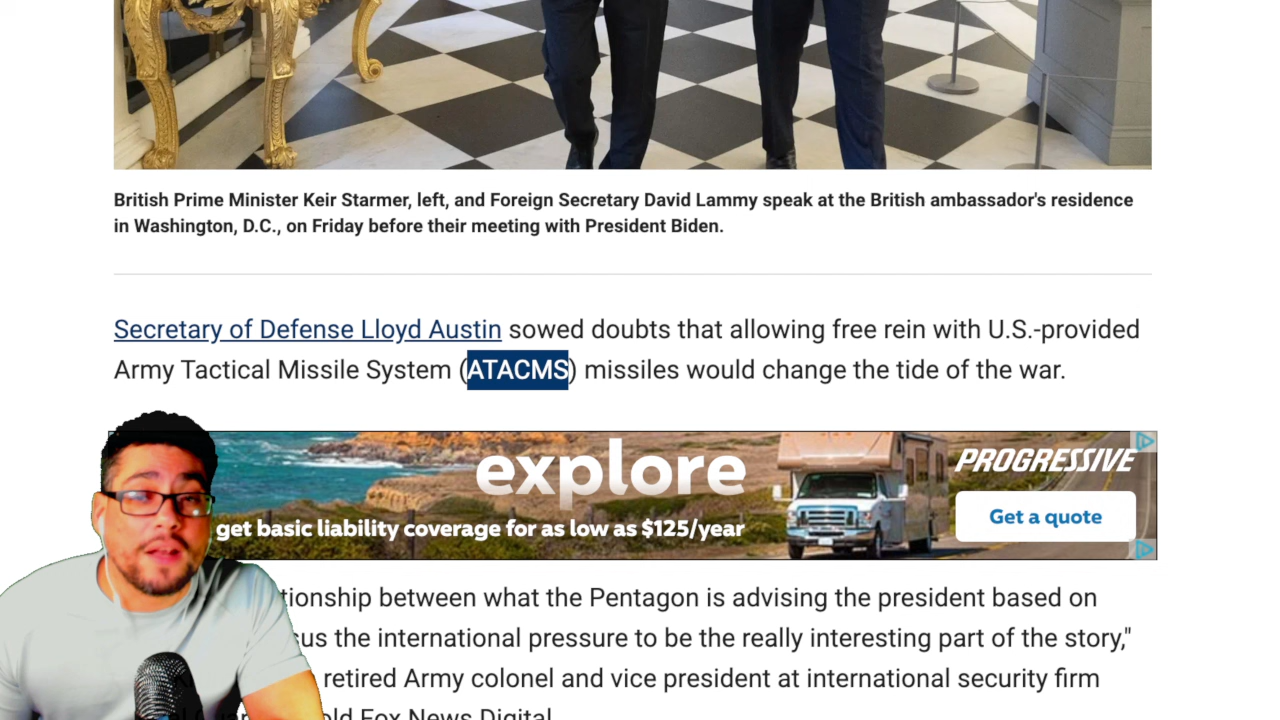 British Prime Minister Keir Starmer, left, and Foreign Secretary David Lammy speak at the British ambassador's residence
in Washington, D.C., on Friday before their meeting with President Biden.
Secretary of Defense Lloyd Austin sowed doubts that allowing free rein with U.S.-provided
Army Tactical Missile System (ATACMS) missiles would change the tide of the war.
explore
get basic liability coverage for as low as $125/year
PROGRESSIVE
Get a quote
between what the Pentagon is advising the president based on
the international pressure to be the really interesting part of the story,"
retired Army colonel and vice president at international security firm
Fox News Digital